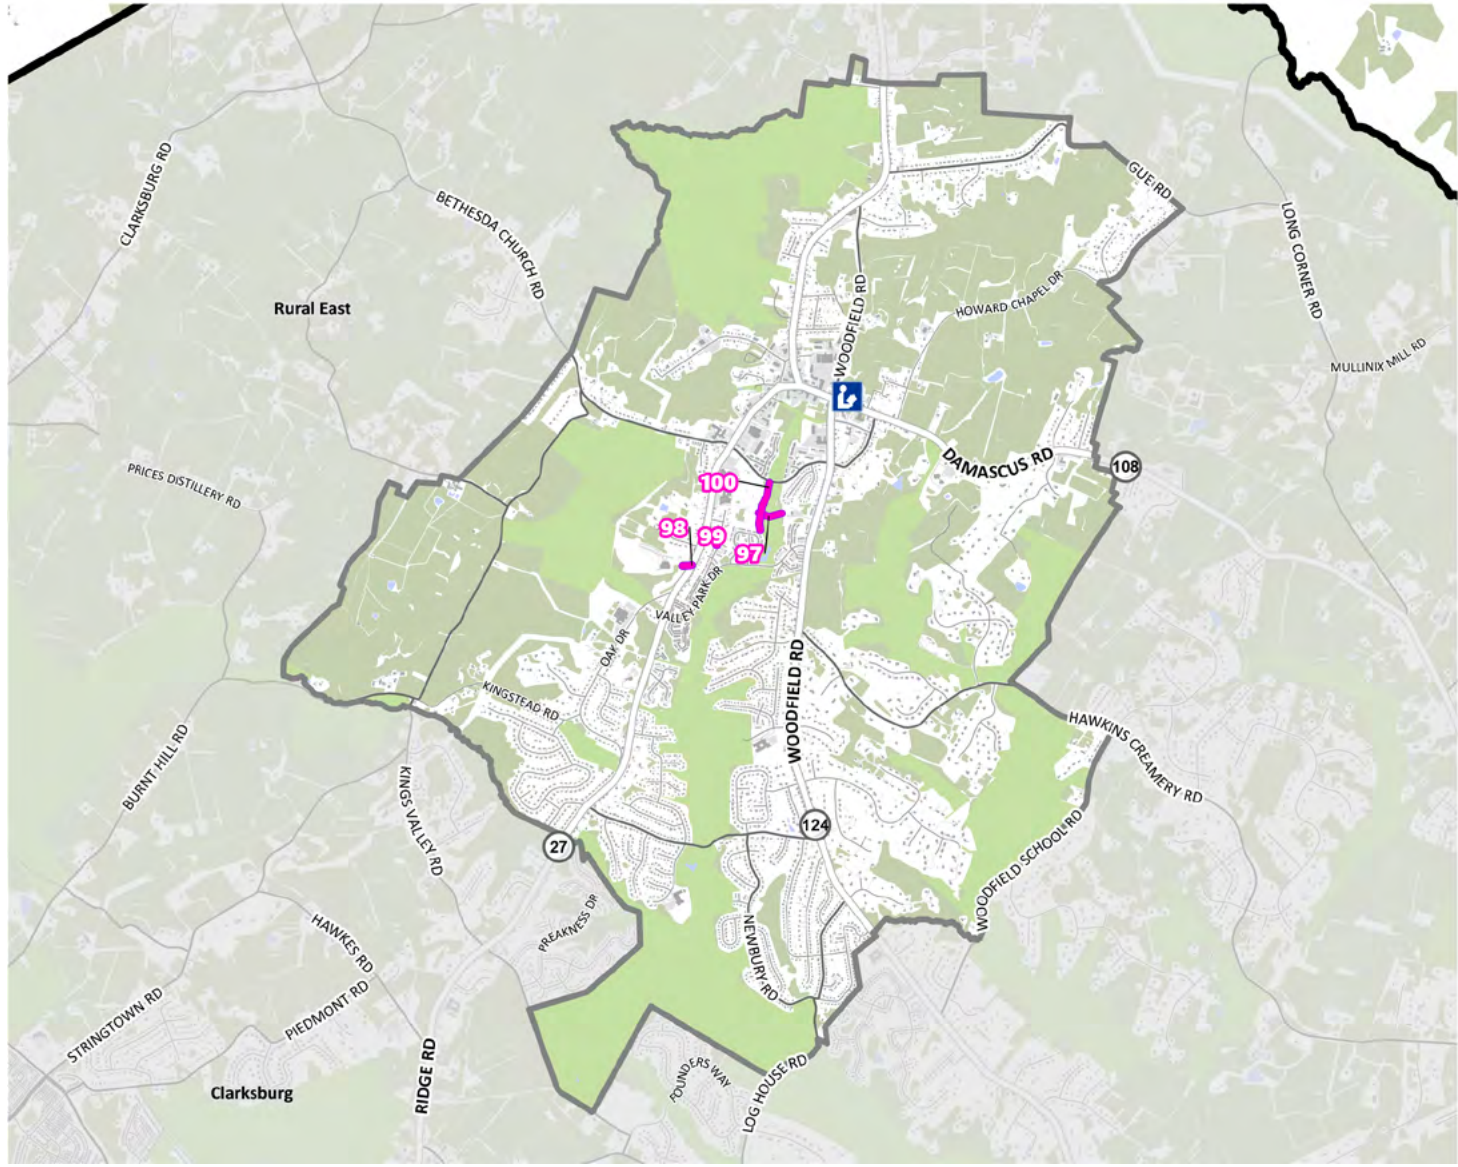 GUE RD
CLARKSBURG RD
BETHESDA CHURCH RD
LONG CORNER RD
Rural East
WOODFIELD RD
HOWARD CHAPEL DR
MULLINIX MILL RD
DAMASCUS RD
108
PRICES DISTILLERY RD
100
98
99
97
VALLEY PARK DR
OAK DR
WOODFIELD RD
KINGSTEAD RD
HAWKINS CREAMERY RD
BURNT HILL RD
KINGS VALLEY RD
124
27
WOODFIELD SCHOOL RD
PREAKNESS DR
HAWKES RD
NEWBURY RD
STRINGTOWN RD
PIEDMONT RD
RIDGE RD
FOUNDERS WAY
LOG HOUSE RD
Clarksburg